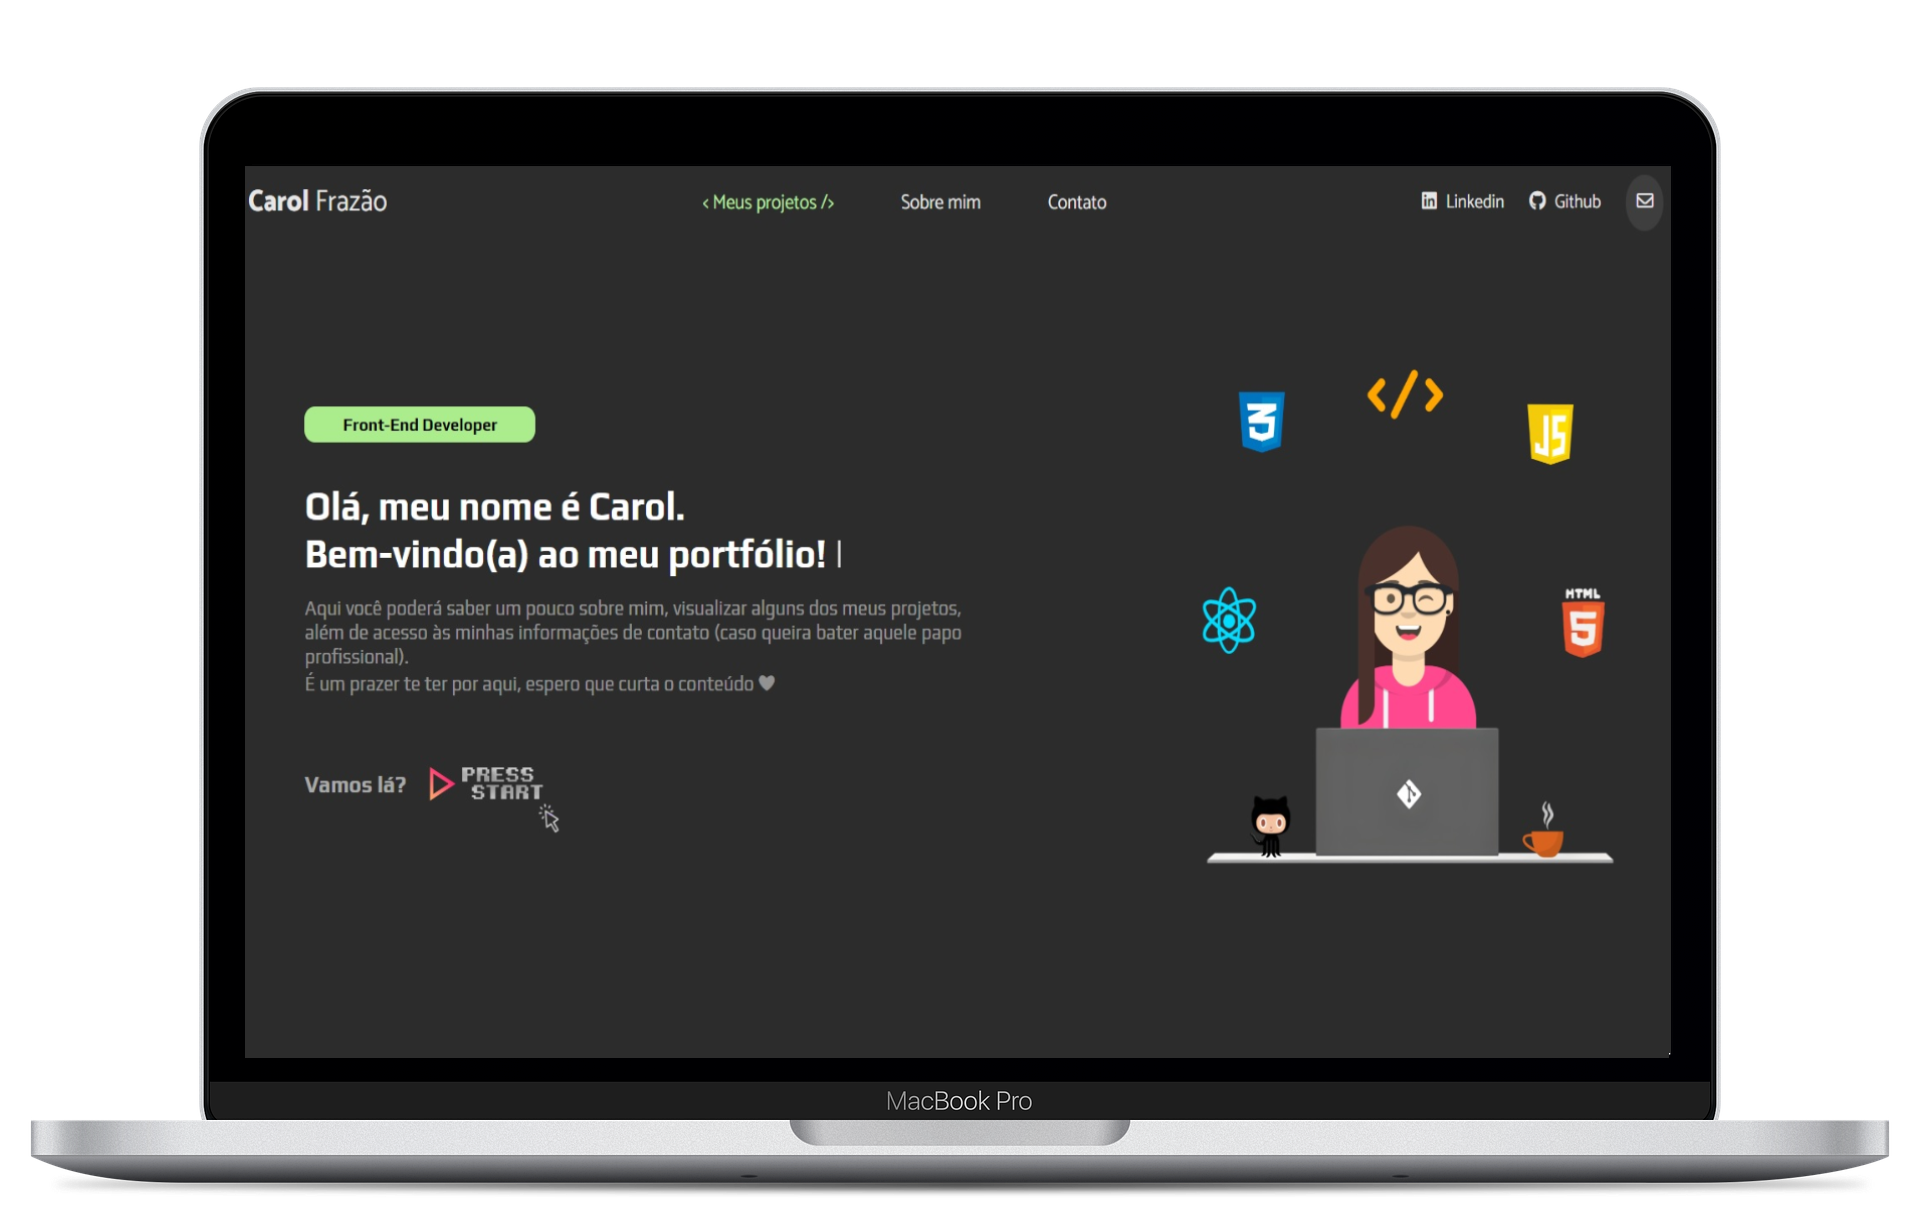 Carol Frazão
< Meus projetos />
Sobre mim
Contato
Linkedin
Github
Front-End Developer
Olá, meu nome é Carol.
Bem-vindo(a) ao meu portfólio! |
Aqui você poderá saber um pouco sobre mim, visualizar alguns dos meus projetos,
além de acesso às minhas informações de contato (caso queira bater aquele papo
profissional).
É um prazer te ter por aqui, espero que curta o conteúdo ♥
Vamos lá?
PRESS
START
3
</>
JS
HTML
5
MacBook Pro